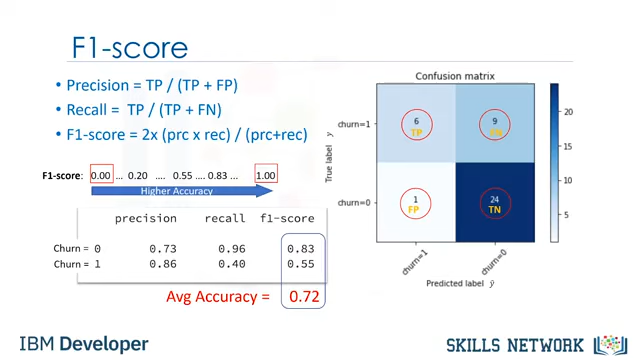 F1-score
• Precision = TP / (TP + FP)
• Recall = TP / (TP + FN)
• F1-score = 2x (prc x rec) / (prc+rec)
F1-score: 0.00 ... 0.20 ... 0.55 ... 0.83 ... 1.00
Higher Accuracy
precision recall f1-score
Churn = 0 0.73 0.96 0.83
Churn = 1 0.86 0.40 0.55
Avg Accuracy = 0.72
Confusion matrix
True label y
churn=1
churn=0
6
TP
9
FN
1
FP
24
TN
churn=1
churn=0
Predicted label ŷ
20
15
10
5
IBM Developer
SKILLS NETWORK